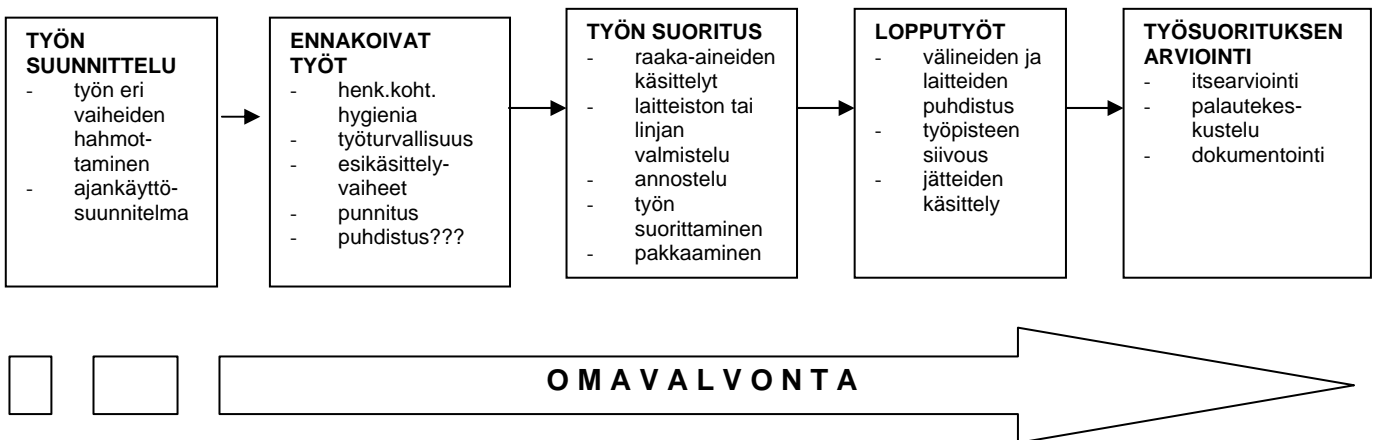 TYÖN
SUUNNITTELU
- työn eri
vaiheiden
hahmot-
taminen
- ajankäyttö-
suunnitelma
ENNAKOIVAT
TYÖT
- henk.koht.
hygienia
- työturvallisuus
- esikäsittely-
vaiheet
- punnitus
- puhdistus???
TYÖN SUORITUS
- raaka-aineiden
käsittelyt
- laitteiston tai
linjan
valmistelu
- annostelu
- työn
suorittaminen
- pakkaaminen
LOPPUTYÖT
- välineiden ja
laitteiden
puhdistus
- työpisteen
siivous
- jätteiden
käsittely
TYÖSUORITUKSEN
ARVIOINTI
- itsearviointi
- palautekes-
kustelu
- dokumentointi
O M A V A L V O N T A